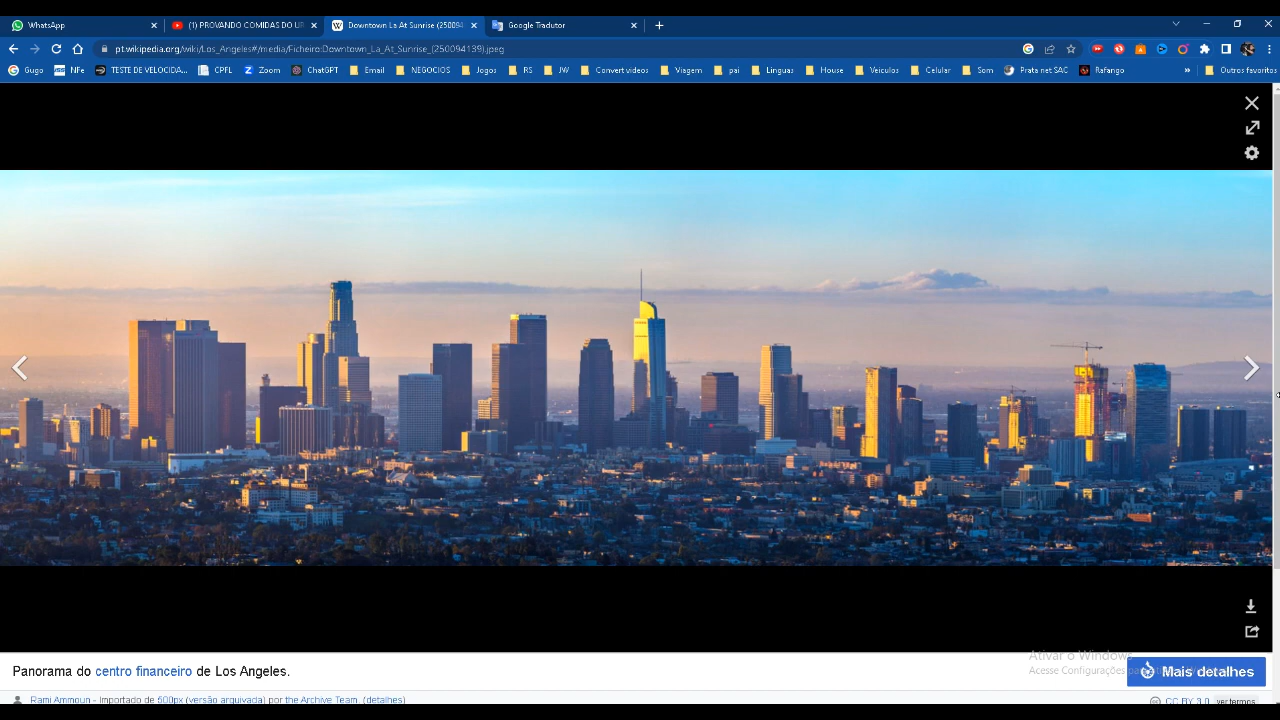 WhatsApp
(1) PROVANDO COMIDAS DO UR
Downtown La At Sunrise (250094
Google Tradutor
pt.wikipedia.org/wiki/Los_Angeles#/media/Ficheiro:Downtown_La_At_Sunrise_(250094139).jpeg
Gugo NFe TESTE DE VELOCIDA... CPFL Zoom ChatGPT Email NEGOCIOS Jogos RS JW Convert videos Viagem pai Linguas House Veiculos Celular Som Prata net SAC Rafango » Outros favoritos
Ativar o Windows
Panorama do centro financeiro de Los Angeles.
Acesse Configurações
Mais detalhes
Rami Ammoun - Importado de 500px (versão arquivada) por the Archive Team. (detalhes)
CC BY 3.0
ver termos